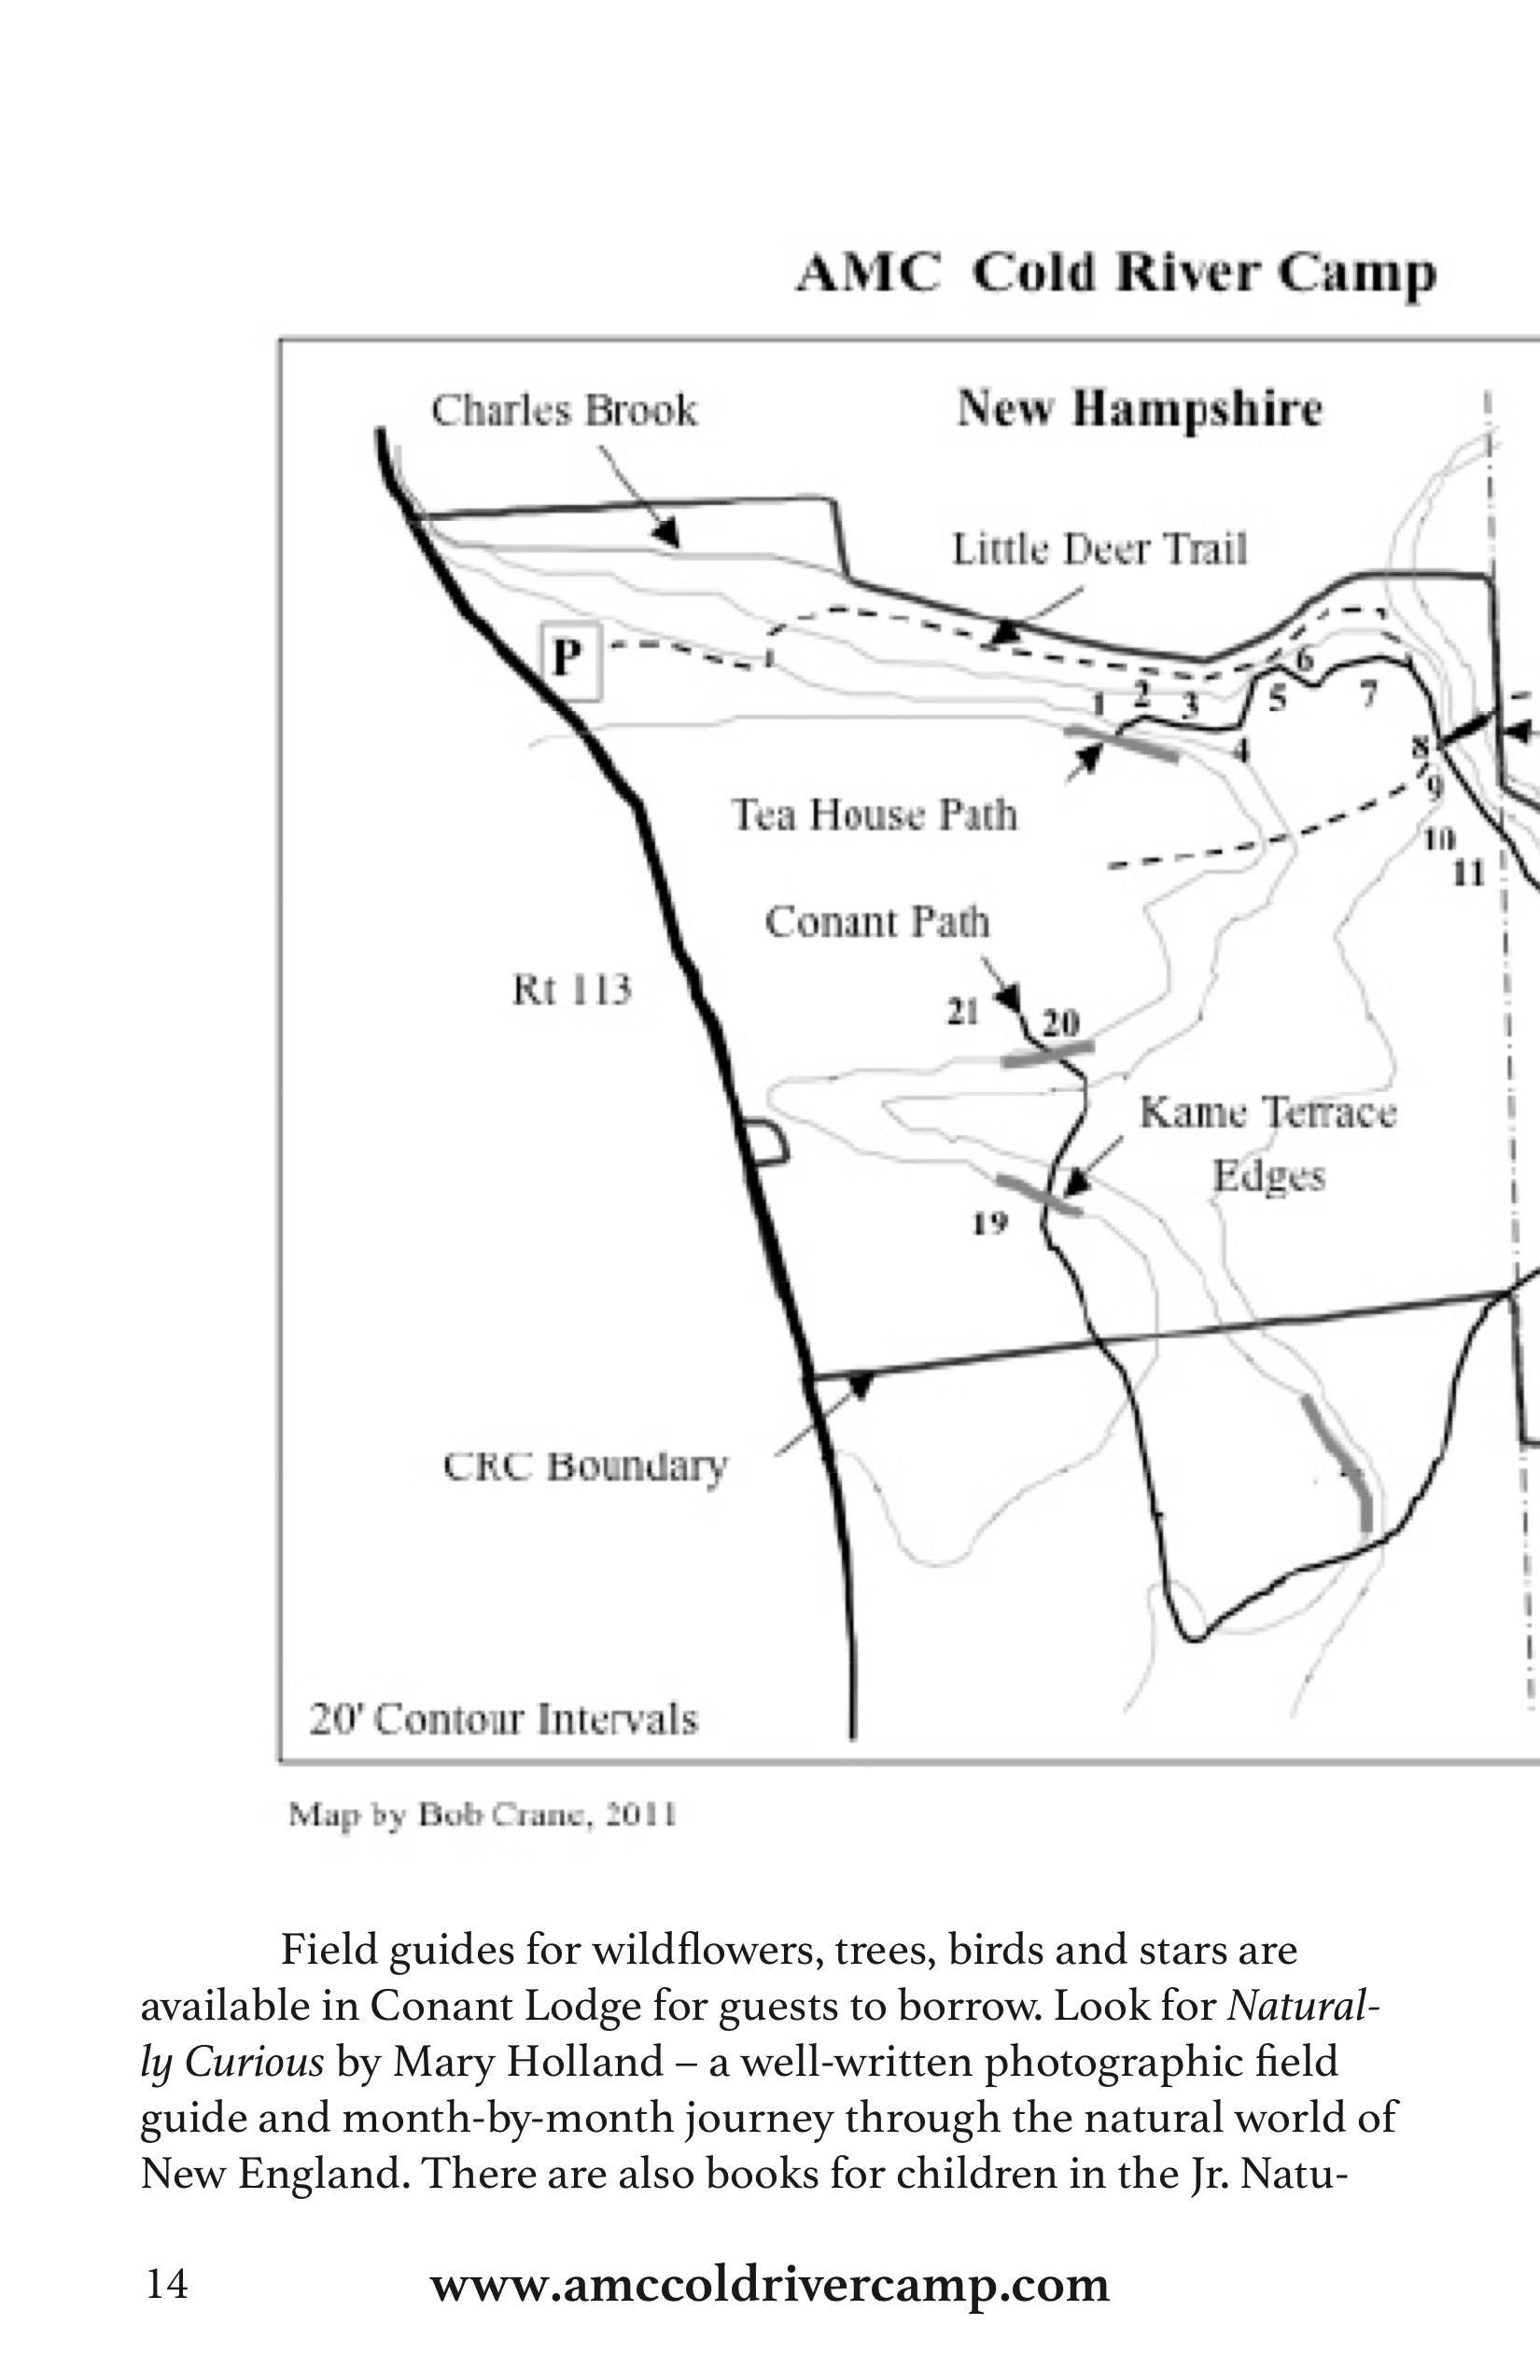 AMC Cold River Camp
Charles Brook
New Hampshire
Little Deer Trail
P
1
2
3
4
5
6
7
8
9
10
11
Tea House Path
Conant Path
Rt 113
21
20
Kame Terrace
Edges
19
CRC Boundary
20' Contour Intervals
Map by Bob Crane, 2011
Field guides for wildflowers, trees, birds and stars are
available in Conant Lodge for guests to borrow. Look for Natural-
ly Curious by Mary Holland – a well-written photographic field
guide and month-by-month journey through the natural world of
New England. There are also books for children in the Jr. Natu-
14
www.amccoldrivercamp.com